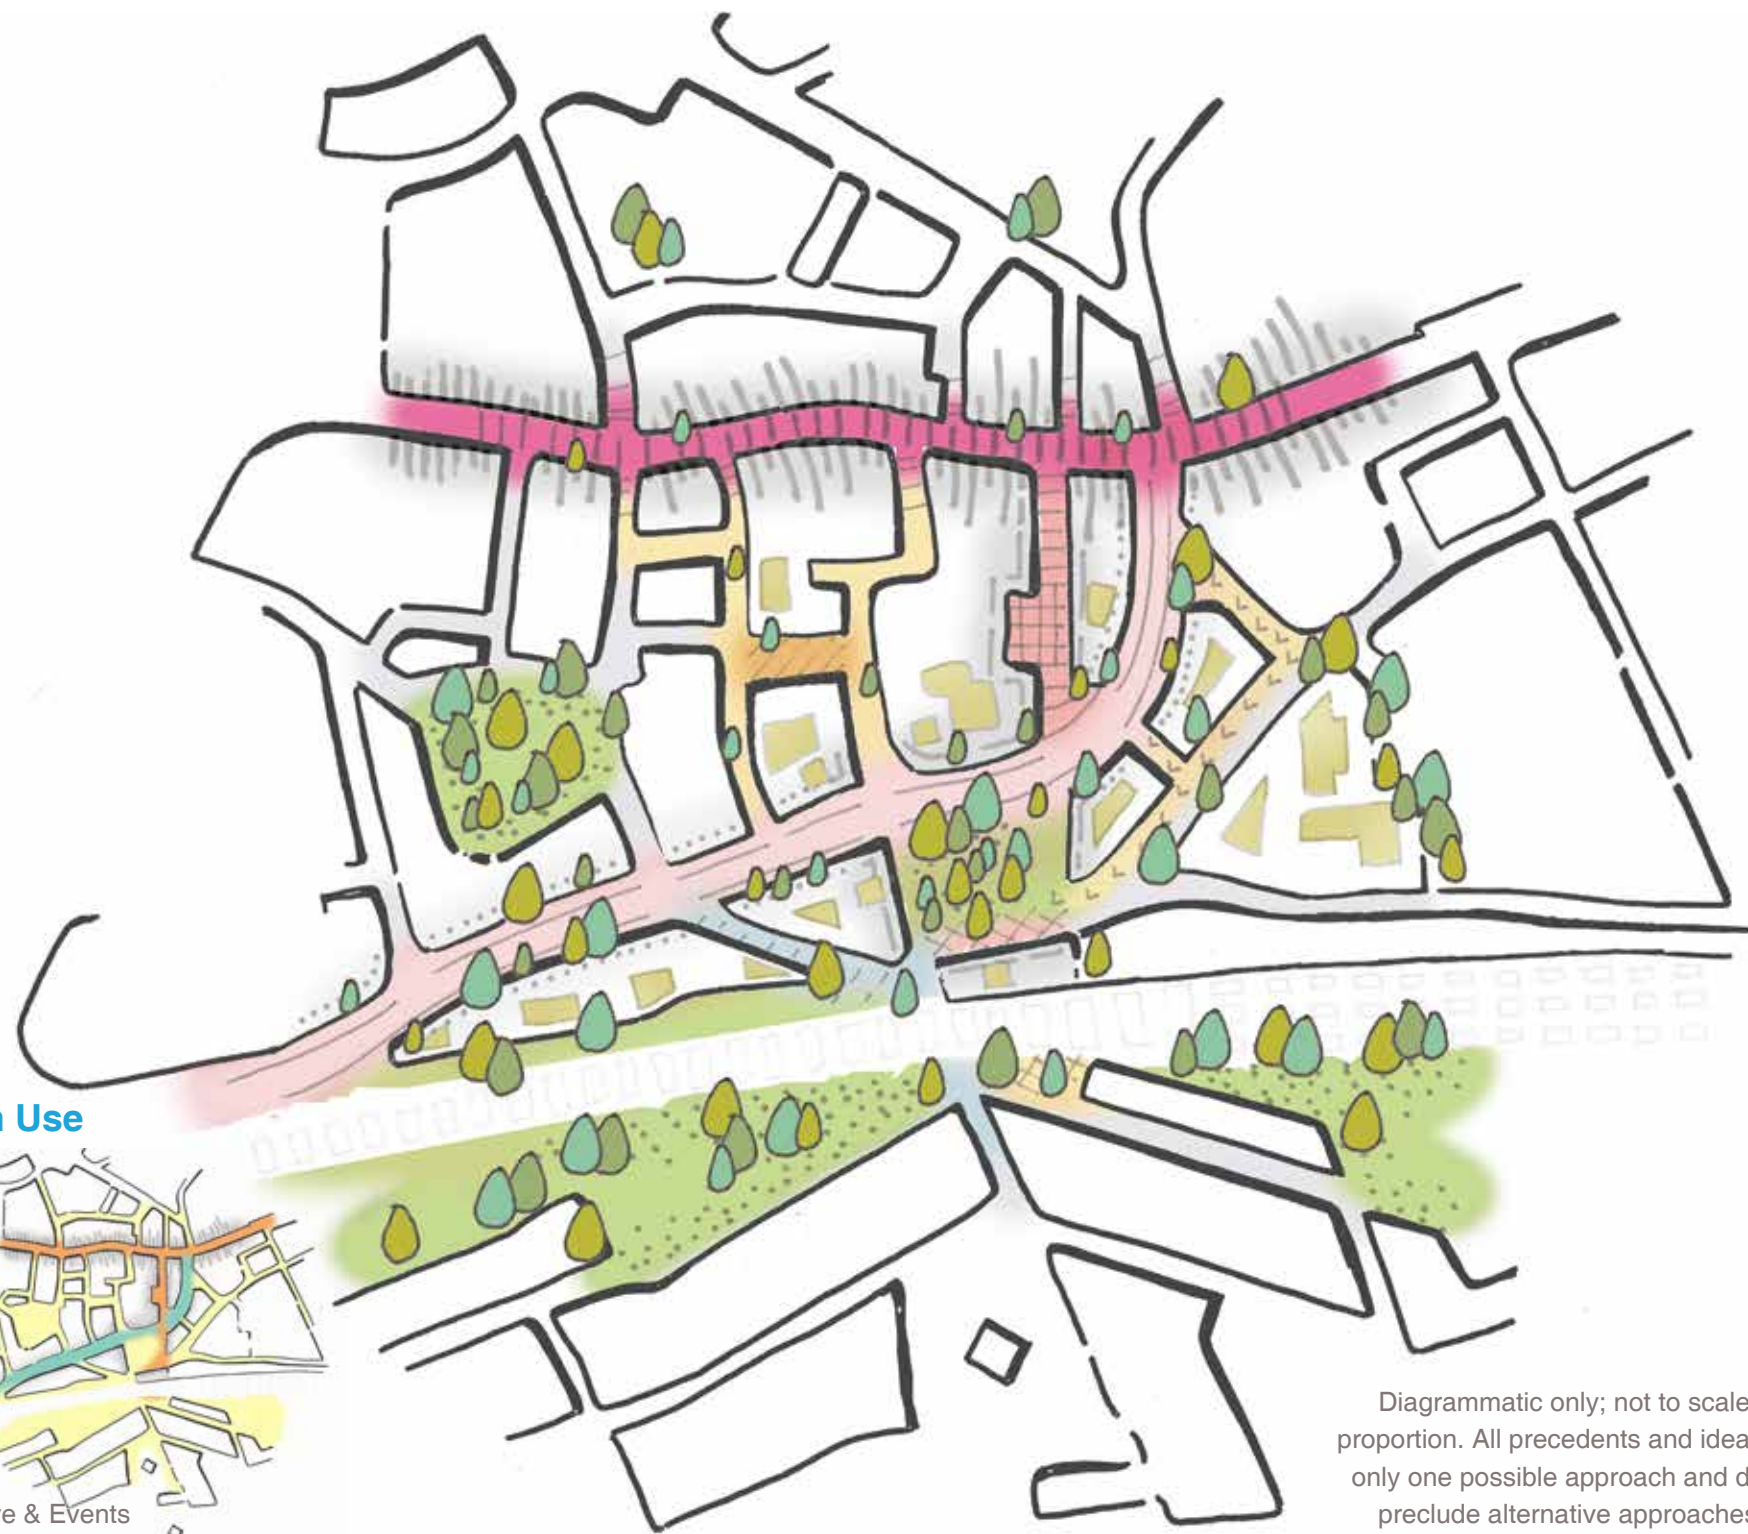 Use
& Events
Diagrammatic only; not to scale
proportion. All precedents and idea
only one possible approach and d
preclude alternative approaches